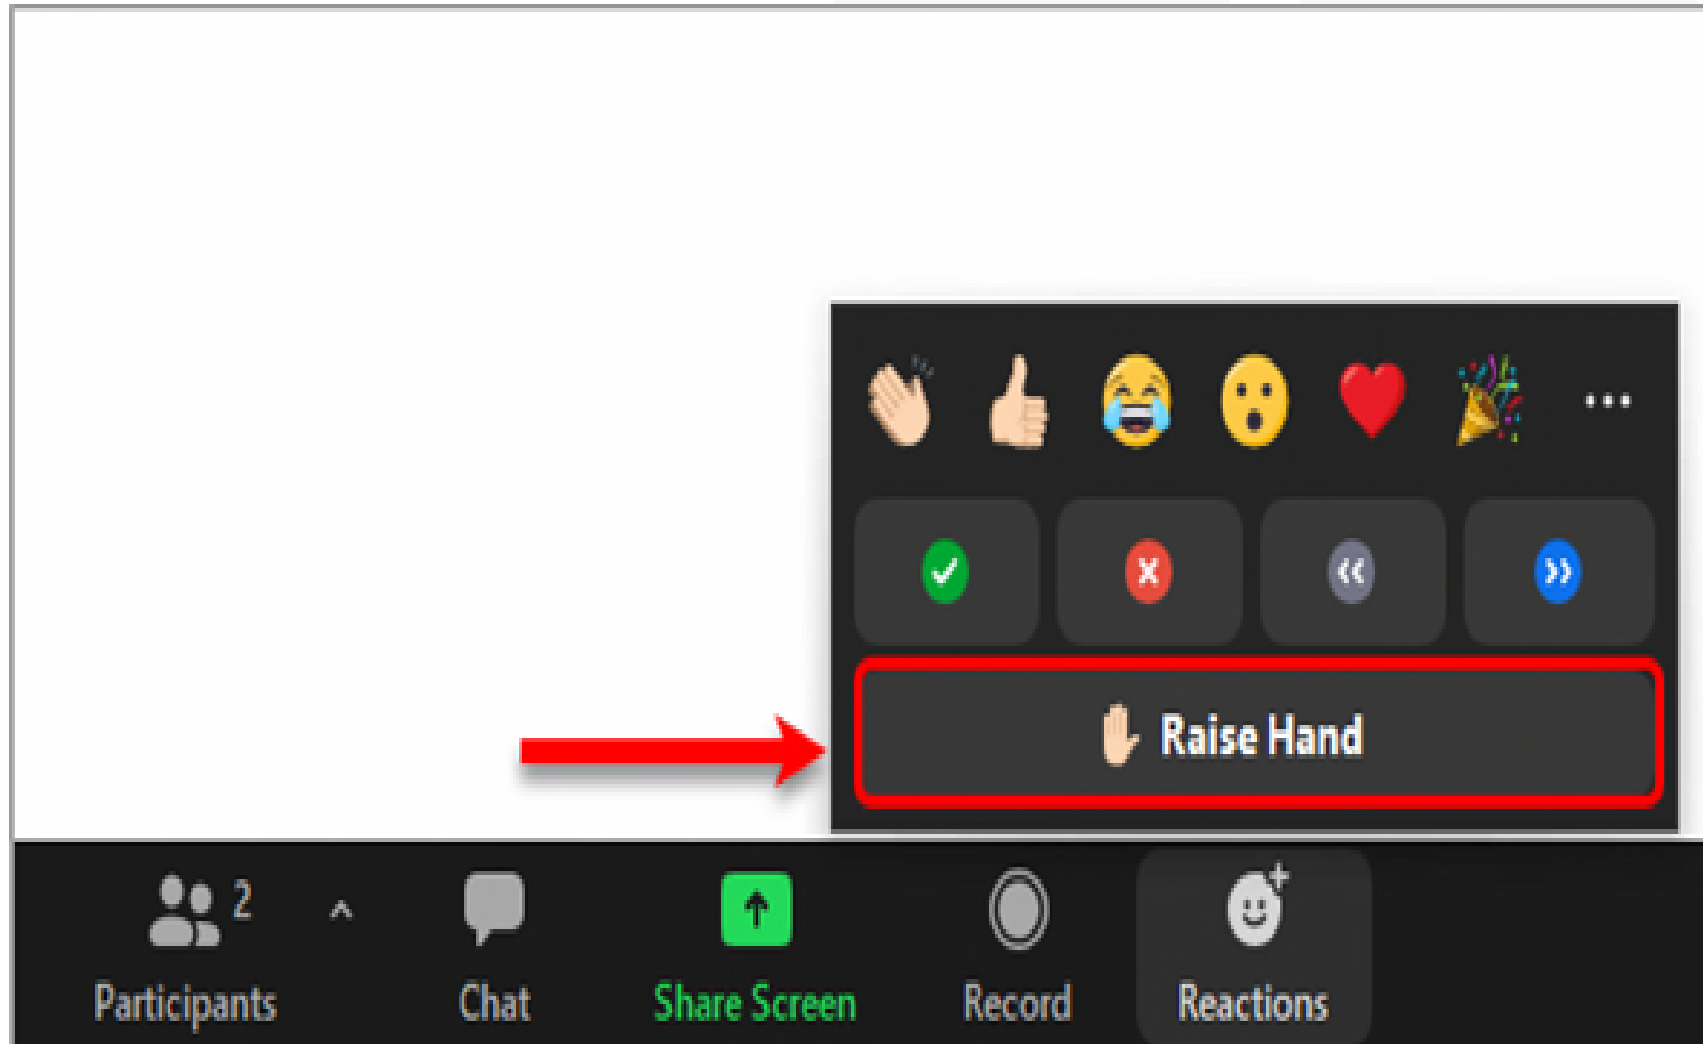 Raise Hand
2
Participants
Chat
Share Screen
Record
Reactions